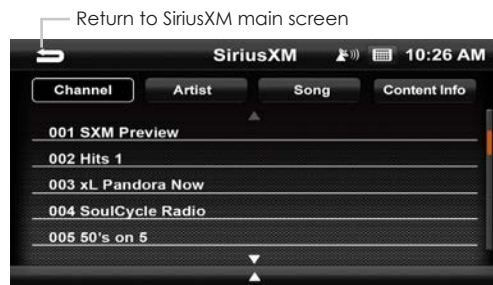 Return to SiriusXM main screen
SiriusXM 10:26 AM
Channel Artist Song Content Info
001 SXM Preview
002 Hits 1
003 xL Pandora Now
004 SoulCycle Radio
005 50's on 5